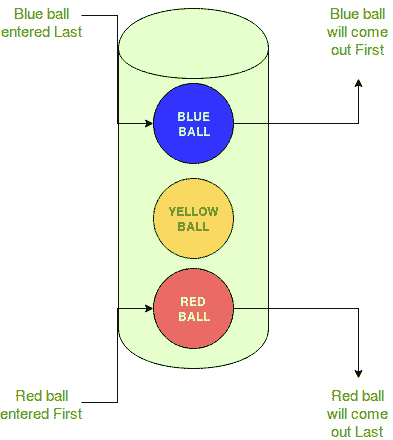 Blue ball
entered Last
Blue ball
will come
out First
BLUE
BALL
YELLOW
BALL
RED
BALL
Red ball
entered First
Red ball
will come
out Last